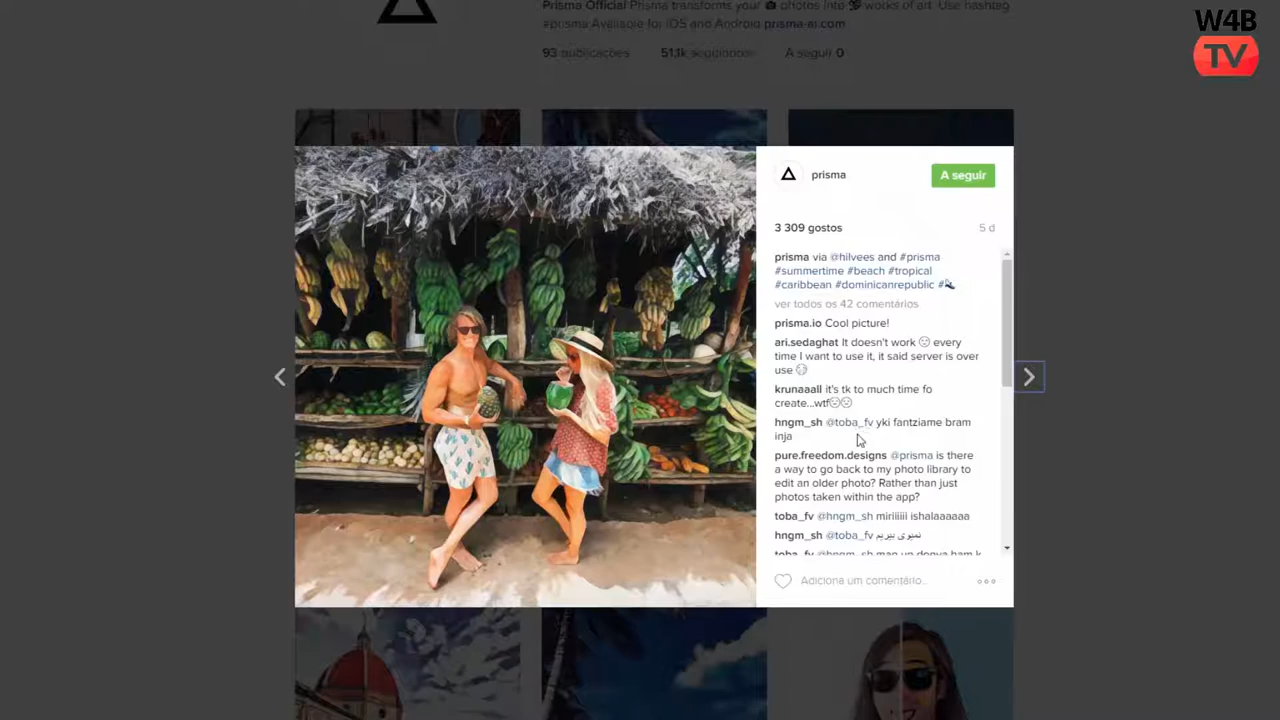 W4B
TV
Prisma Official Prisma transforms your 📷 photos into works of art. Use hashtag
#prisma Available for iOS and Android prisma-ai.com
93 publicações 51,1k seguidores A seguir 0
prisma
A seguir
3 309 gostos
5 d
prisma via @hilvees and #prisma
#summertime #beach #tropical
#caribbean #dominicanrepublic #
ver todos os 42 comentários
prisma.io Cool picture!
ari.sedaghat It doesn't work every
time I want to use it, it said server is over
use
krunaaall it's tk to much time fo
create...wtf
hngm_sh @toba_fv yki fantziame bram
inja
pure.freedom.designs @prisma is there
a way to go back to my photo library to
edit an older photo? Rather than just
photos taken within the app?
toba_fv @hngm_sh miriiiiii ishalaaaaaa
hngm_sh @toba_fv
toba_fv @hngm_sh man un donya ham k
Adiciona um comentário...